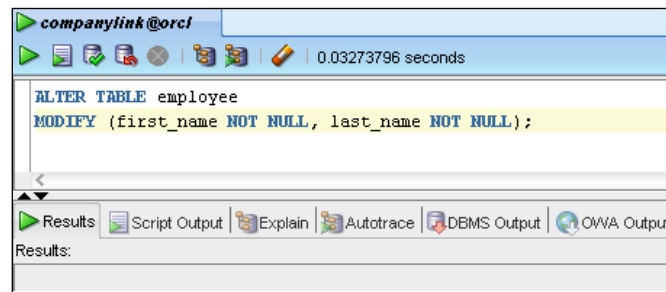 companylink@orcl
0.03273796 seconds
ALTER TABLE employee
MODIFY (first_name NOT NULL, last_name NOT NULL);
Results Script Output Explain Autotrace DBMS Output OWA Outpu
Results: